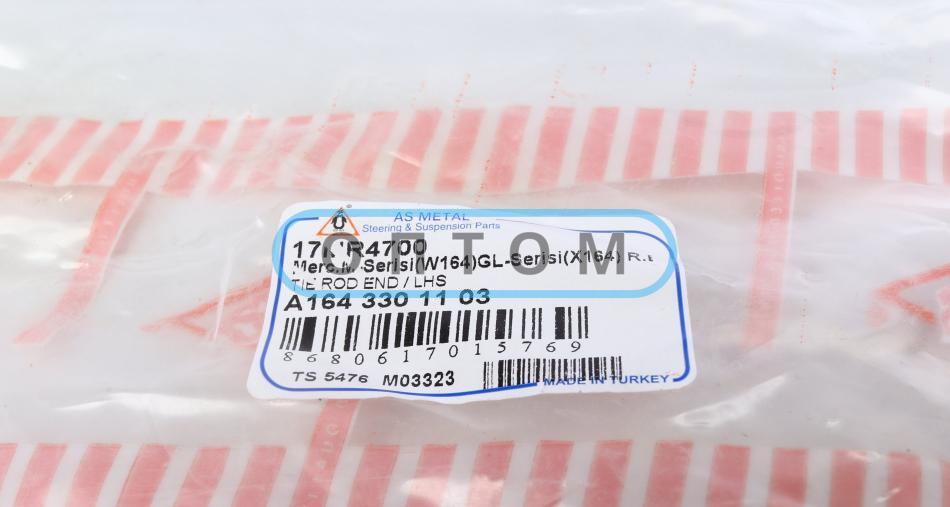 AS METAL
Steering & Suspension Parts
OPTOM
Merc.M-Serisi(W164)GL-Serisi(X164)
TIE ROD END / LHS
A164 330 11 03
8680617015769
TS 5476 M03323
MADE IN TURKEY